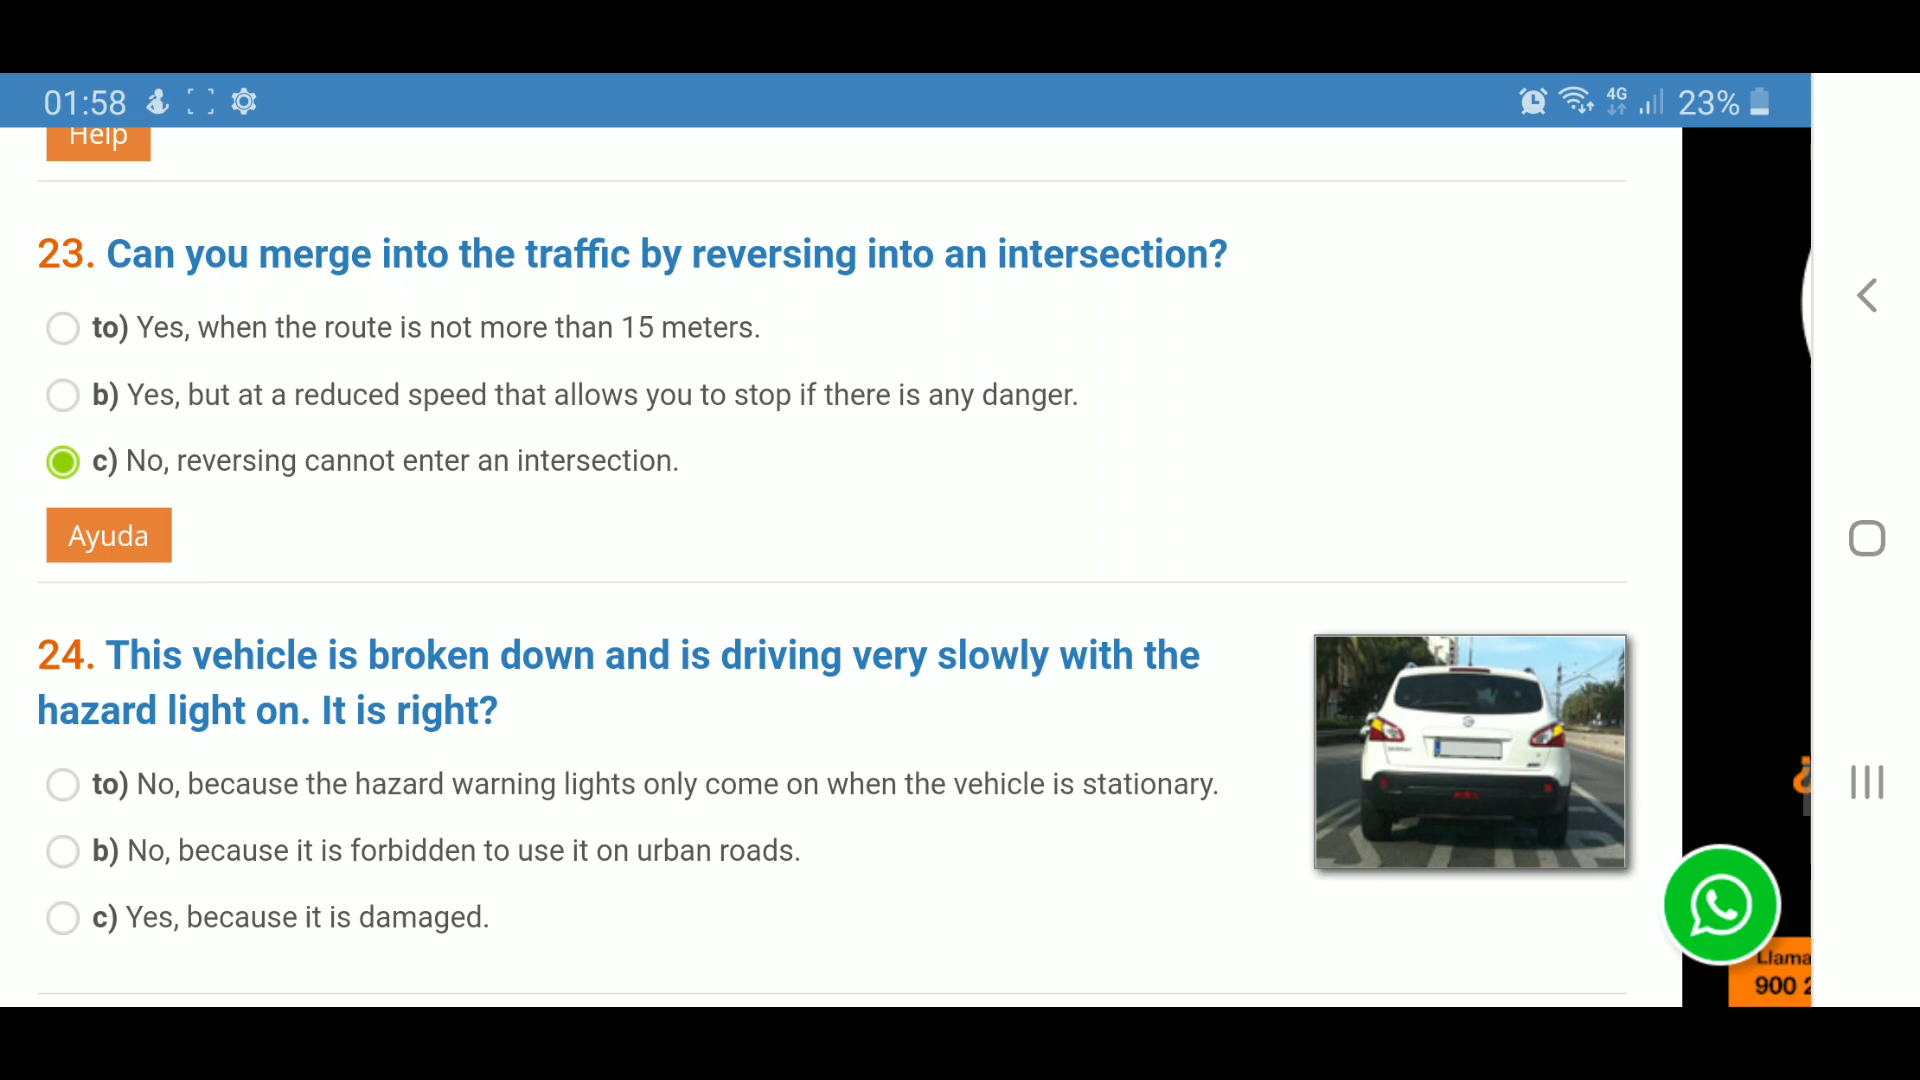 01:58
4G
23%
Help
23. Can you merge into the traffic by reversing into an intersection?
to) Yes, when the route is not more than 15 meters.
b) Yes, but at a reduced speed that allows you to stop if there is any danger.
c) No, reversing cannot enter an intersection.
Ayuda
24. This vehicle is broken down and is driving very slowly with the
hazard light on. It is right?
to) No, because the hazard warning lights only come on when the vehicle is stationary.
b) No, because it is forbidden to use it on urban roads.
c) Yes, because it is damaged.
¿
Llama
900 2